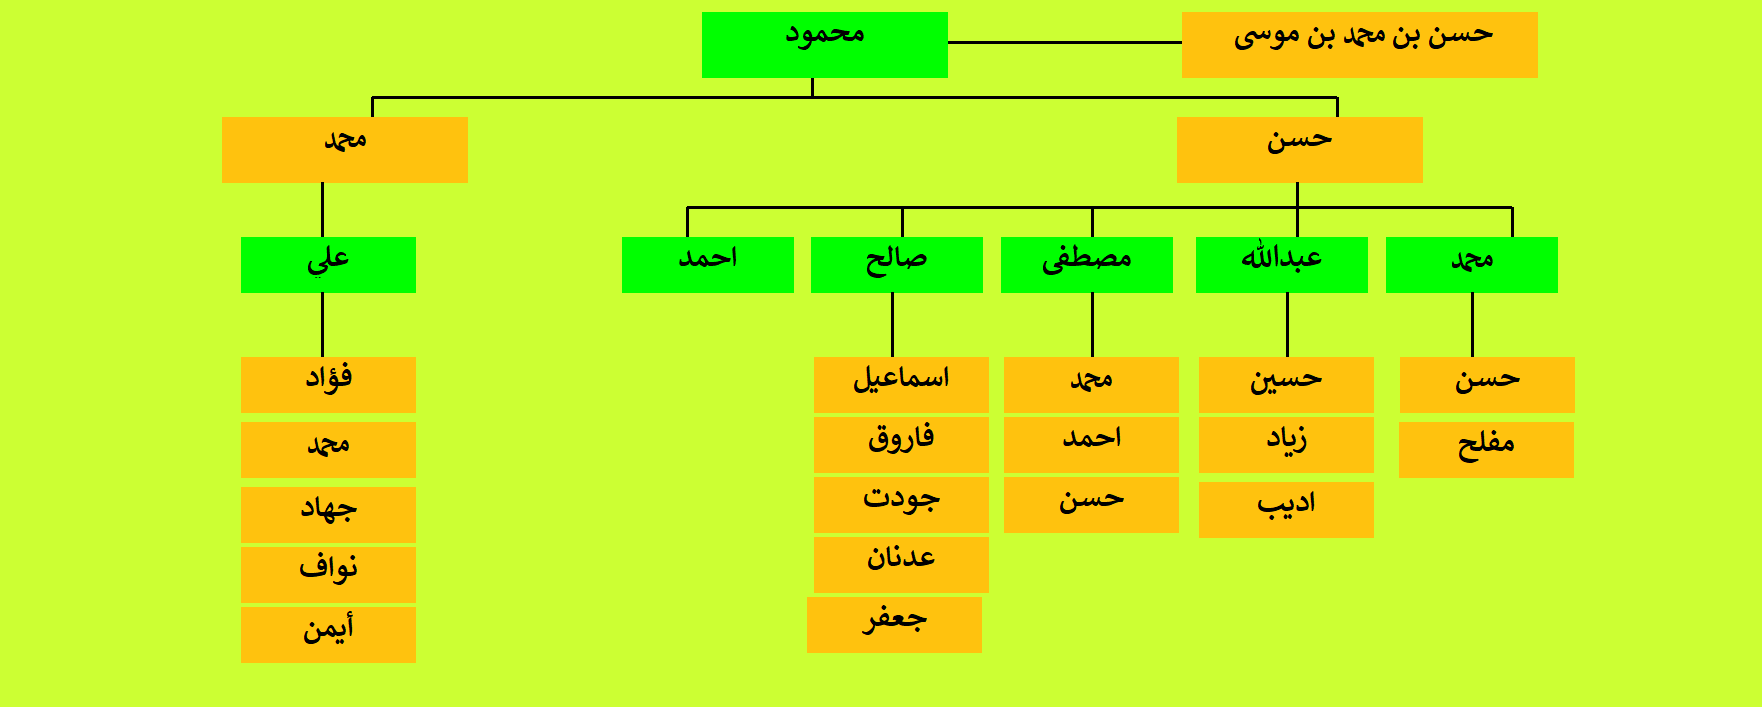 حسن بن محمد بن موسى
محمود
حسن
محمد
محمد
عبدالله
مصطفى
صالح
احمد
علي
حسن
حسين
محمد
اسماعيل
فؤاد
مفلح
زياد
احمد
فاروق
محمد
اديب
حسن
جودت
جهاد
عدنان
نواف
جعفر
أيمن